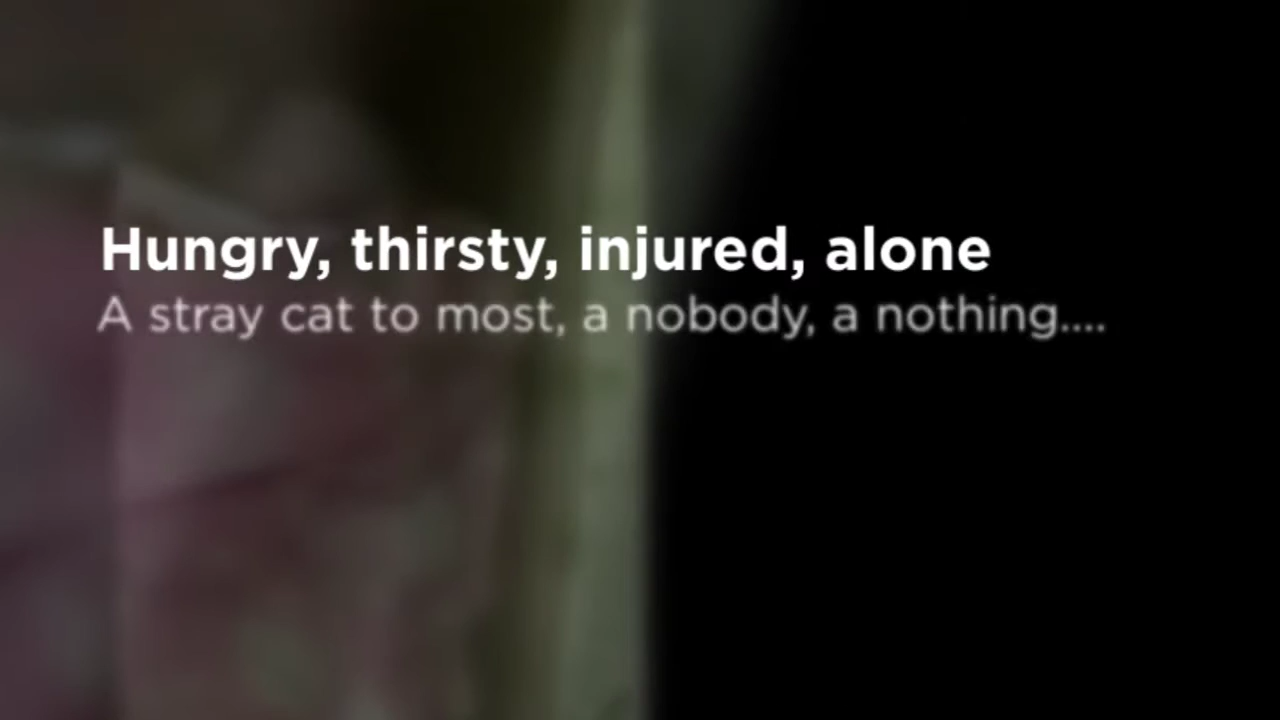 Hungry, thirsty, injured, alone
A stray cat to most, a nobody, a nothing....